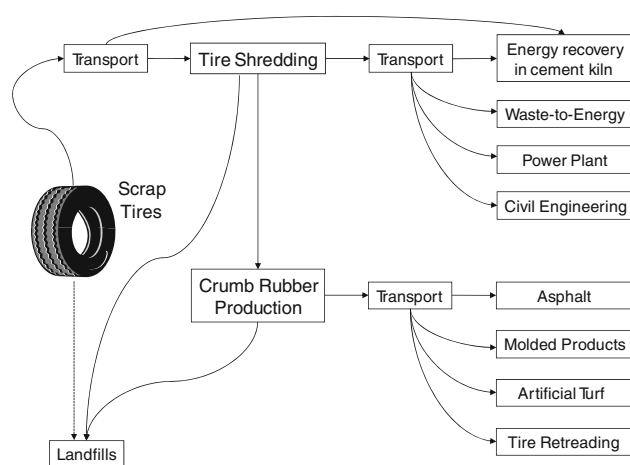 Transport
Tire Shredding
Transport
Energy recovery
in cement kiln
Waste-to-Energy
Power Plant
Civil Engineering
Scrap
Tires
Crumb Rubber
Production
Transport
Asphalt
Molded Products
Artificial Turf
Tire Retreading
Landfills